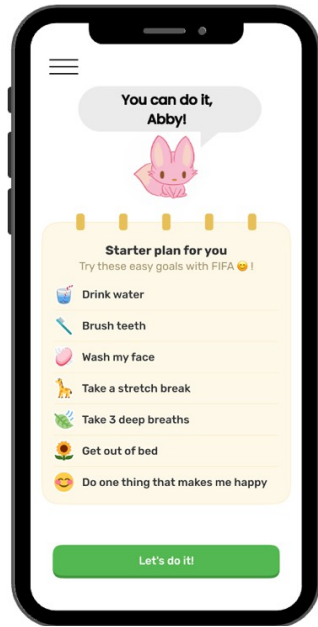 You can do it,
Abby!
Starter plan for you
Try these easy goals with FIFA 😊 !
Drink water
Brush teeth
Wash my face
Take a stretch break
Take 3 deep breaths
Get out of bed
Do one thing that makes me happy
Let's do it!